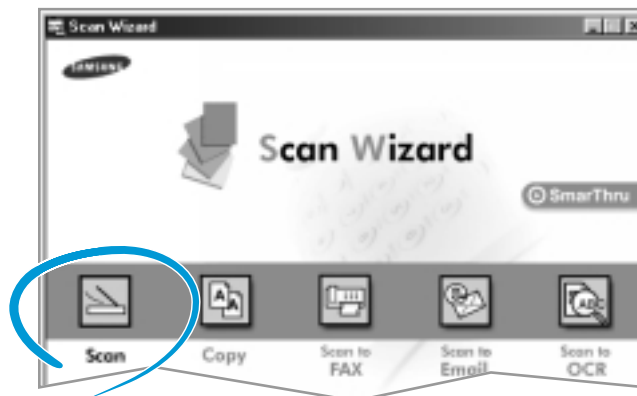 Scan Wizard
SAMSUNG
Scan Wizard
SmarThru
Scan
Copy
Scan to
FAX
Scan to
Email
Scan to
OCR